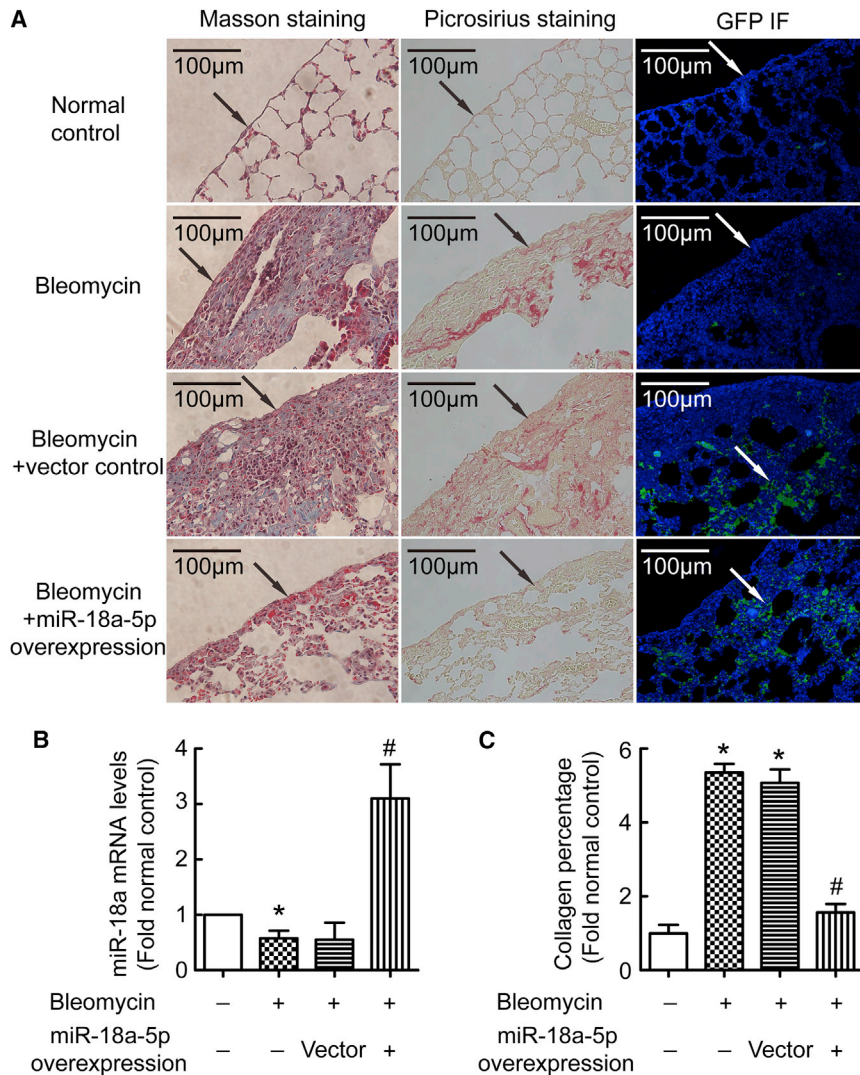 A
Masson staining Picrosirius staining GFP IF
Normal
control
100μm 100μm 100μm
Bleomycin
100μm 100μm 100μm
Bleomycin
+vector control
100μm 100μm 100μm
Bleomycin
+miR-18a-5p
overexpression
100μm 100μm 100μm
B
miR-18a mRNA levels
(Fold normal control)
4
3
2
1
0
*
#
Bleomycin – + + +
miR-18a-5p
overexpression – – Vector +
C
Collagen percentage
(Fold normal control)
6
4
2
0
*
*
#
Bleomycin – + + +
miR-18a-5p
overexpression – – Vector +